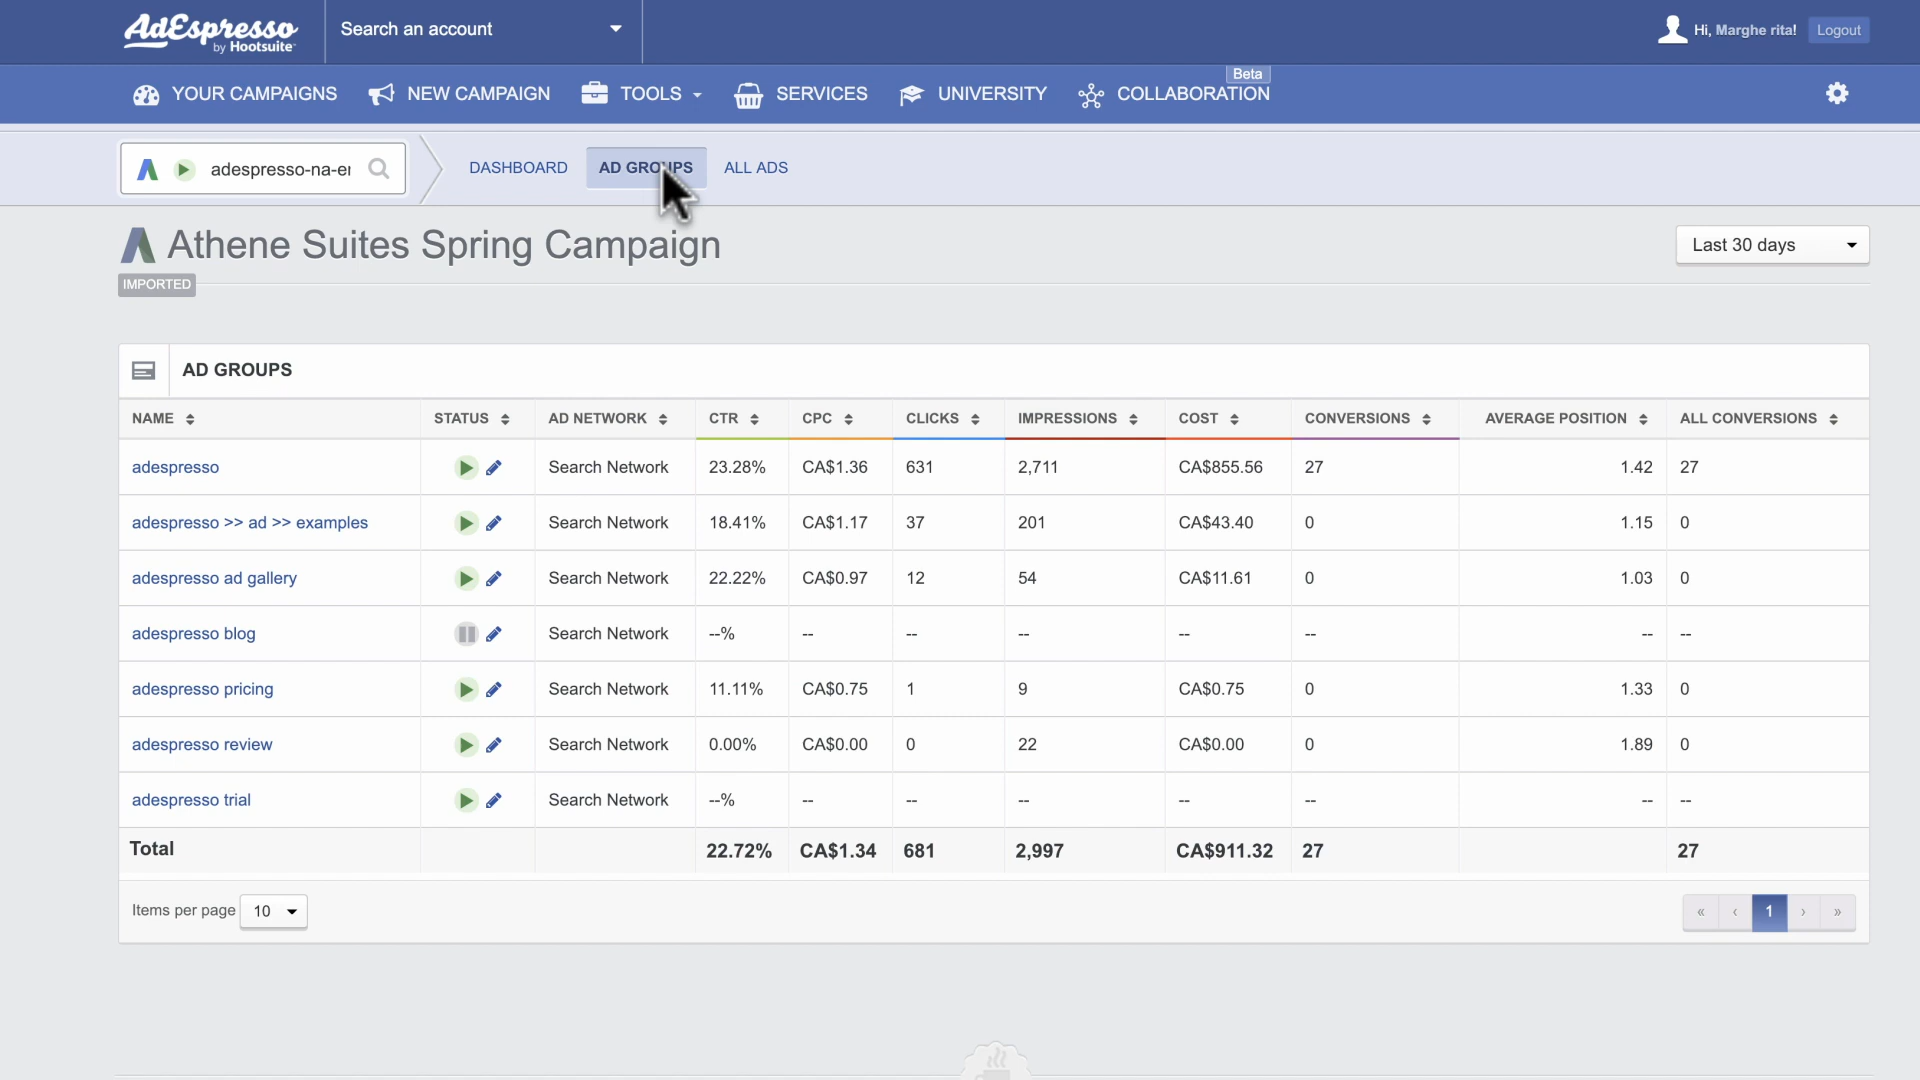 AdEspresso
by Hootsuite
Search an account
Hi, Marghe rita!
Logout
YOUR CAMPAIGNS
NEW CAMPAIGN
TOOLS
SERVICES
UNIVERSITY
COLLABORATION
Beta
adespresso-na-er
DASHBOARD
AD GROUPS
ALL ADS
Athene Suites Spring Campaign
Last 30 days
IMPORTED
AD GROUPS
NAME STATUS AD NETWORK CTR CPC CLICKS IMPRESSIONS COST CONVERSIONS AVERAGE POSITION ALL CONVERSIONS
adespresso Search Network 23.28% CA$1.36 631 2,711 CA$855.56 27 1.42 27
adespresso >> ad >> examples Search Network 18.41% CA$1.17 37 201 CA$43.40 0 1.15 0
adespresso ad gallery Search Network 22.22% CA$0.97 12 54 CA$11.61 0 1.03 0
adespresso blog Search Network --% -- -- -- -- -- -- --
adespresso pricing Search Network 11.11% CA$0.75 1 9 CA$0.75 0 1.33 0
adespresso review Search Network 0.00% CA$0.00 0 22 CA$0.00 0 1.89 0
adespresso trial Search Network --% -- -- -- -- -- -- --
Total 22.72% CA$1.34 681 2,997 CA$911.32 27 27
Items per page 10
« ‹ 1 › »